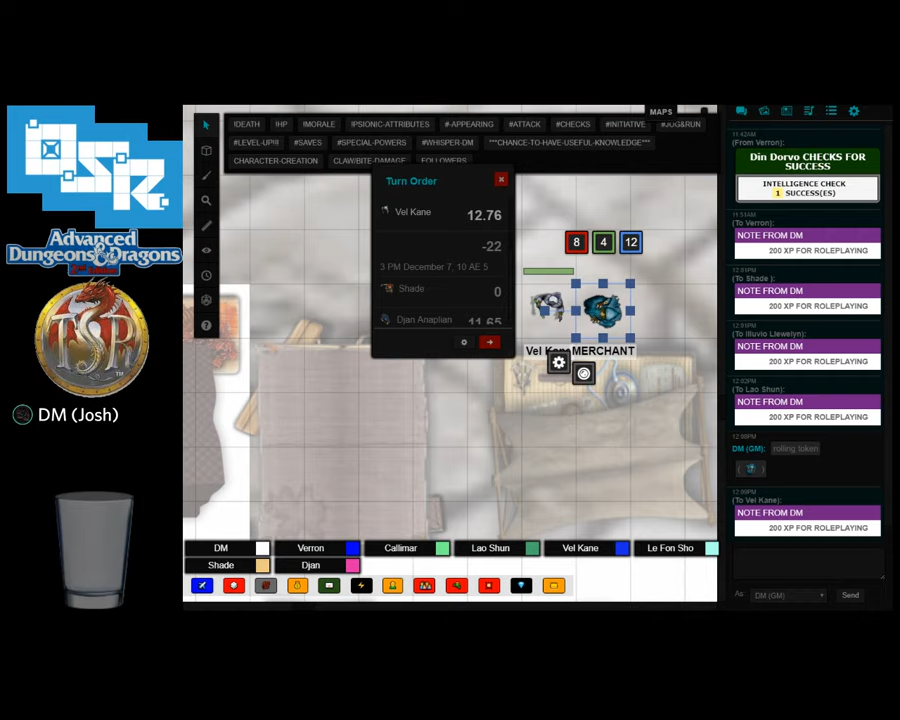 OSR
Advanced
Dungeons & Dragons
2nd Edition
TSR
DM (Josh)
MAPS
!DEATH !HP !MORALE !PSIONIC-ATTRIBUTES #-APPEARING #ATTACK #CHECKS #INITIATIVE #JOG&RUN
#LEVEL-UP!!! #SAVES #SPECIAL-POWERS #WHISPER-DM ***CHANCE-TO-HAVE-USEFUL-KNOWLEDGE***
CHARACTER-CREATION CLAW/BITE-DAMAGE FOLLOWERS
Turn Order
Vel Kane 12.76
-22
3 PM December 7, 10 AE 5
Shade 0
Djan Anaplian 11.65
8 4 12
Vel Kane MERCHANT
DM Verron Callimar Lao Shun Vel Kane Le Fon Sho
Shade Djan
11:42AM
(From Verron):
Din Dorvo CHECKS FOR
SUCCESS
INTELLIGENCE CHECK
1 SUCCESS(ES)
11:51AM
(To Verron):
NOTE FROM DM
200 XP FOR ROLEPLAYING
(To Shade ):
NOTE FROM DM
200 XP FOR ROLEPLAYING
(To Illuvio Llewelyn):
NOTE FROM DM
200 XP FOR ROLEPLAYING
(To Lao Shun):
NOTE FROM DM
200 XP FOR ROLEPLAYING
DM (GM): rolling token
( )
(To Vel Kane):
NOTE FROM DM
200 XP FOR ROLEPLAYING
As: DM (GM) Send